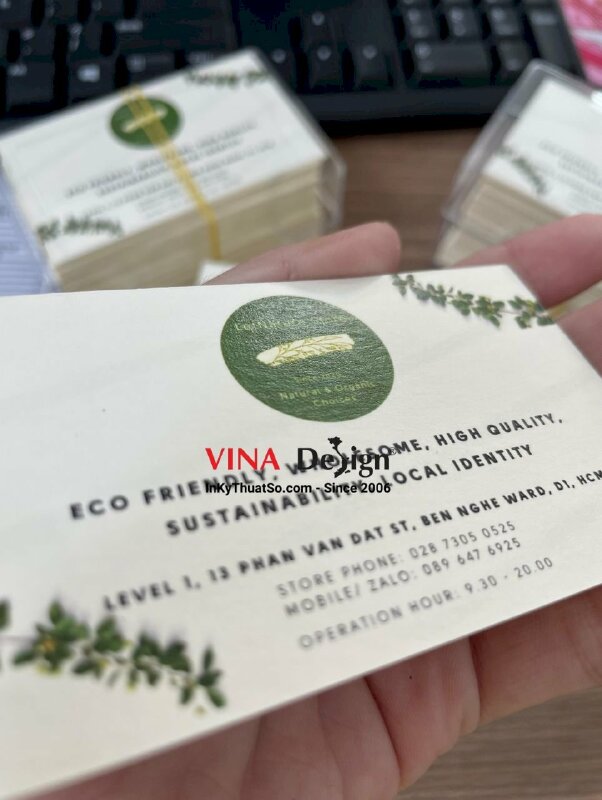 Natural & Organic
Choices
VINA Design®
InKyThuatSo.com - Since 2006
ECO FRIENDLY, WHOLESOME, HIGH QUALITY,
SUSTAINABILITY, LOCAL IDENTITY
LEVEL 1, 13 PHAN VAN DAT ST, BEN NGHE WARD, D1, HCM
STORE PHONE: 028 7305 0525
MOBILE/ ZALO: 089 647 6925
OPERATION HOUR: 9.30 - 20.00